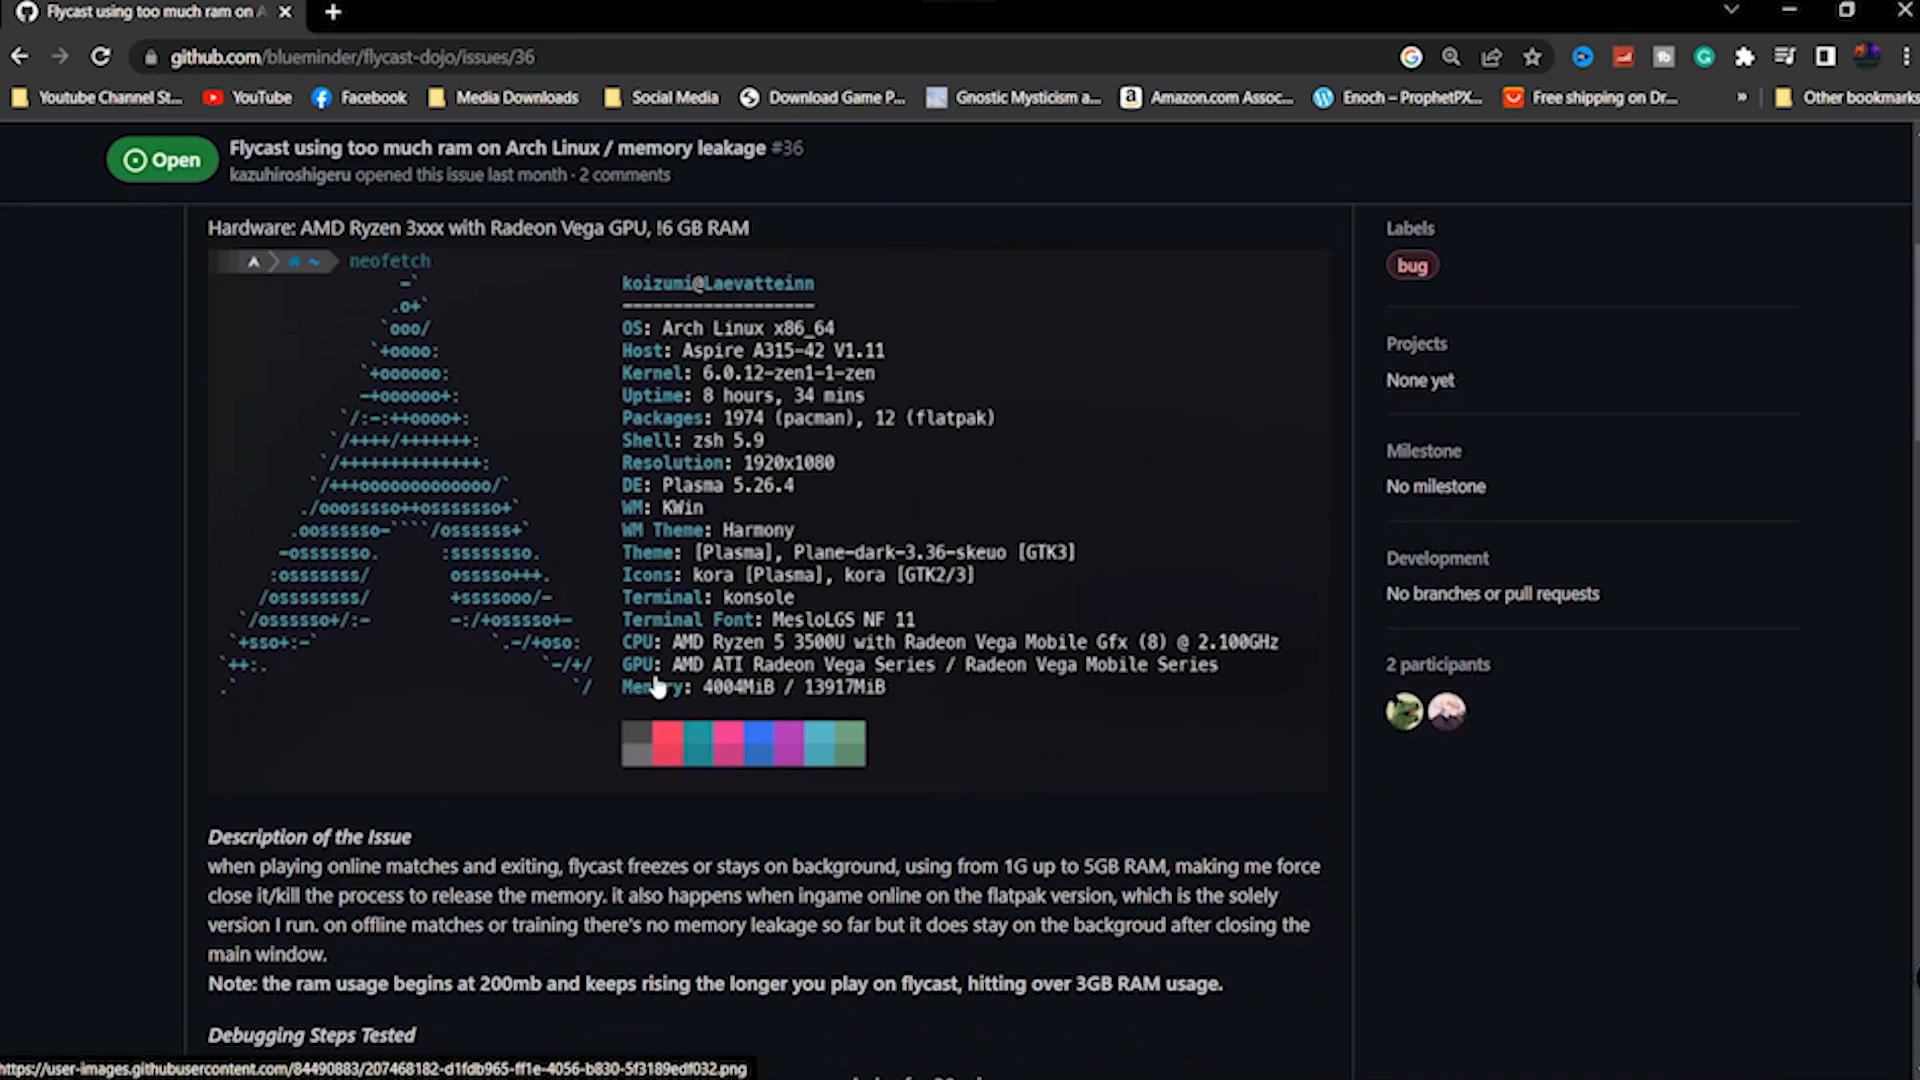 Flycast using too much ram on A
github.com/blueminder/flycast-dojo/issues/36
Youtube Channel St... YouTube Facebook Media Downloads Social Media Download Game P... Gnostic Mysticism a... Amazon.com Assoc... Enoch – ProphetPX... Free shipping on Dr... » Other bookmarks
Open
Flycast using too much ram on Arch Linux / memory leakage #36
kazuhiroshigeru opened this issue last month · 2 comments
Hardware: AMD Ryzen 3xxx with Radeon Vega GPU, !6 GB RAM
~ neofetch
koizumi@Laevatteinn
-------------------
OS: Arch Linux x86_64
Host: Aspire A315-42 V1.11
Kernel: 6.0.12-zen1-1-zen
Uptime: 8 hours, 34 mins
Packages: 1974 (pacman), 12 (flatpak)
Shell: zsh 5.9
Resolution: 1920x1080
DE: Plasma 5.26.4
WM: KWin
WM Theme: Harmony
Theme: [Plasma], Plane-dark-3.36-skeuo [GTK3]
Icons: kora [Plasma], kora [GTK2/3]
Terminal: konsole
Terminal Font: MesloLGS NF 11
CPU: AMD Ryzen 5 3500U with Radeon Vega Mobile Gfx (8) @ 2.100GHz
GPU: AMD ATI Radeon Vega Series / Radeon Vega Mobile Series
Memory: 4004MiB / 13917MiB
Description of the Issue
when playing online matches and exiting, flycast freezes or stays on background, using from 1G up to 5GB RAM, making me force
close it/kill the process to release the memory. it also happens when ingame online on the flatpak version, which is the solely
version I run. on offline matches or training there's no memory leakage so far but it does stay on the backgroud after closing the
main window.
Note: the ram usage begins at 200mb and keeps rising the longer you play on flycast, hitting over 3GB RAM usage.
Debugging Steps Tested
Labels
bug
Projects
None yet
Milestone
No milestone
Development
No branches or pull requests
2 participants
https://user-images.githubusercontent.com/84490883/207468182-d1fdb965-ff1e-4056-b830-5f3189edf032.png